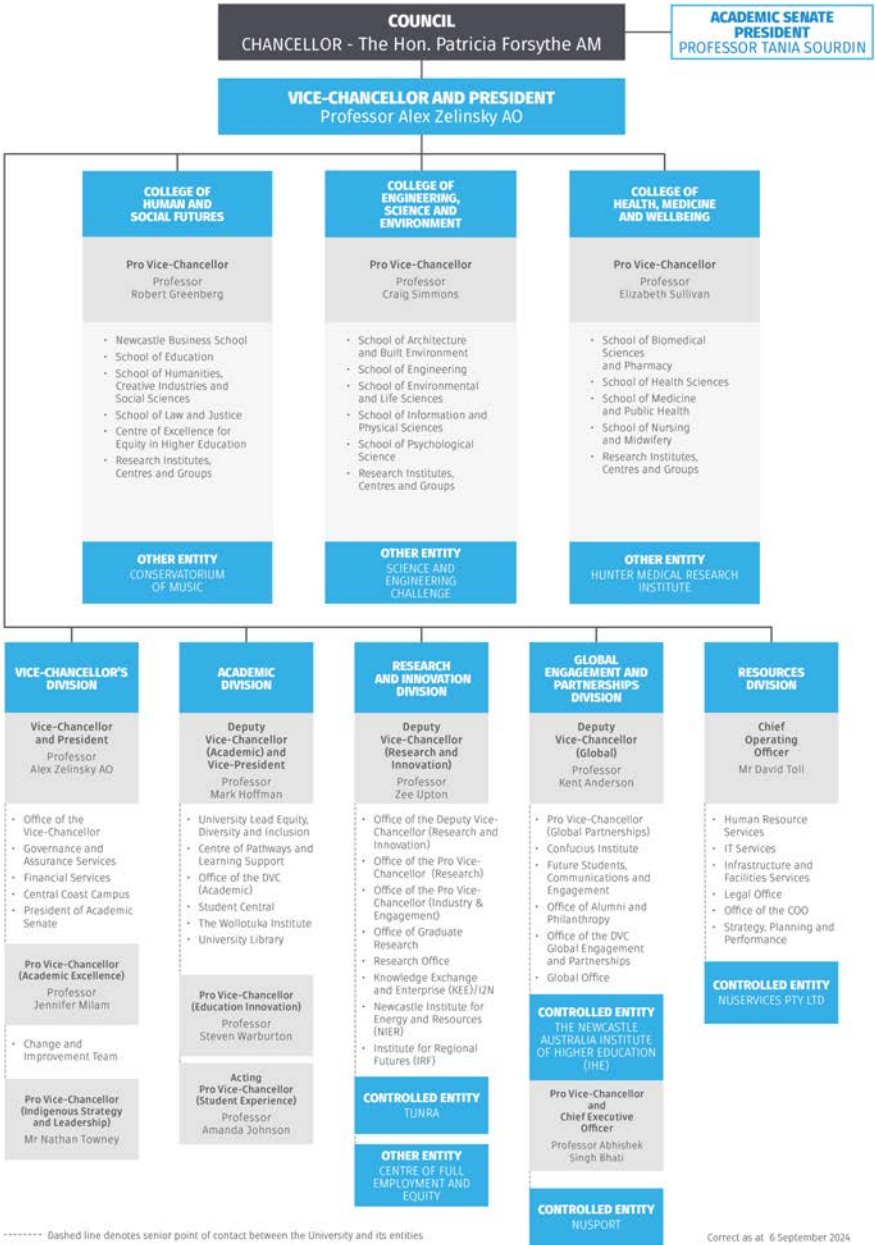 COUNCIL
CHANCELLOR - The Hon. Patricia Forsythe AM
ACADEMIC SENATE
PRESIDENT
PROFESSOR TANIA SOURDIN
VICE-CHANCELLOR AND PRESIDENT
Professor Alex Zelinsky AO
COLLEGE OF
HUMAN AND
SOCIAL FUTURES
Pro Vice-Chancellor
Professor
Robert Greenberg
• Newcastle Business School
• School of Education
• School of Humanities,
Creative Industries and
Social Sciences
• School of Law and Justice
• Centre of Excellence for
Equity in Higher Education
• Research Institutes,
Centres and Groups
OTHER ENTITY
CONSERVATORIUM
OF MUSIC
COLLEGE OF
ENGINEERING,
SCIENCE AND
ENVIRONMENT
Pro Vice-Chancellor
Professor
Craig Simmons
• School of Architecture
and Built Environment
• School of Engineering
• School of Environmental
and Life Sciences
• School of Information and
Physical Sciences
• School of Psychological
Science
• Research Institutes,
Centres and Groups
OTHER ENTITY
SCIENCE AND
ENGINEERING
CHALLENGE
COLLEGE OF
HEALTH, MEDICINE
AND WELLBEING
Pro Vice-Chancellor
Professor
Elizabeth Sullivan
• School of Biomedical
Sciences
and Pharmacy
• School of Health Sciences
• School of Medicine
and Public Health
• School of Nursing
and Midwifery
• Research Institutes,
Centres and Groups
OTHER ENTITY
HUNTER MEDICAL RESEARCH
INSTITUTE
VICE-CHANCELLOR'S
DIVISION
Vice-Chancellor
and President
Professor
Alex Zelinsky AO
• Office of the
Vice-Chancellor
• Governance and
Assurance Services
• Financial Services
• Central Coast Campus
• President of Academic
Senate
Pro Vice-Chancellor
(Academic Excellence)
Professor
Jennifer Milam
• Change and
Improvement Team
Pro Vice-Chancellor
(Indigenous Strategy
and Leadership)
Mr Nathan Towney
ACADEMIC
DIVISION
Deputy
Vice-Chancellor
(Academic) and
Vice-President
Professor
Mark Hoffman
• University Lead Equity,
Diversity and Inclusion
• Centre of Pathways and
Learning Support
• Office of the DVC
(Academic)
• Student Central
• The Wollotuka Institute
• University Library
Pro Vice-Chancellor
(Education Innovation)
Professor
Steven Warburton
Acting
Pro Vice-Chancellor
(Student Experience)
Professor
Amanda Johnson
RESEARCH
AND INNOVATION
DIVISION
Deputy
Vice-Chancellor
(Research and
Innovation)
Professor
Zee Upton
• Office of the Deputy Vice-
Chancellor (Research and
Innovation)
• Office of the Pro Vice-
Chancellor (Research)
• Office of the Pro Vice-
Chancellor (Industry &
Engagement)
• Office of Graduate
Research
• Research Office
• Knowledge Exchange
and Enterprise (KEE)/I2N
• Newcastle Institute for
Energy and Resources
(NIER)
• Institute for Regional
Futures (IRF)
CONTROLLED ENTITY
TUNRA
OTHER ENTITY
CENTRE OF FULL
EMPLOYMENT AND
EQUITY
GLOBAL
ENGAGEMENT AND
PARTNERSHIPS
DIVISION
Deputy
Vice-Chancellor
(Global)
Professor
Kent Anderson
• Pro Vice-Chancellor
(Global Partnerships)
• Confucius Institute
• Future Students,
Communications and
Engagement
• Office of Alumni and
Philanthropy
• Office of the DVC
Global Engagement
and Partnerships
• Global Office
CONTROLLED ENTITY
THE NEWCASTLE
AUSTRALIA INSTITUTE
OF HIGHER EDUCATION
(IHE)
Pro Vice-Chancellor
and
Chief Executive
Officer
Professor Abhishek
Singh Bhati
CONTROLLED ENTITY
NUSPORT
RESOURCES
DIVISION
Chief
Operating
Officer
Mr David Toll
• Human Resource
Services
• IT Services
• Infrastructure and
Facilities Services
• Legal Office
• Office of the COO
• Strategy, Planning and
Performance
CONTROLLED ENTITY
NUSERVICES PTY LTD
-------- Dashed line denotes senior point of contact between the University and its entities
Correct as at 6 September 2024